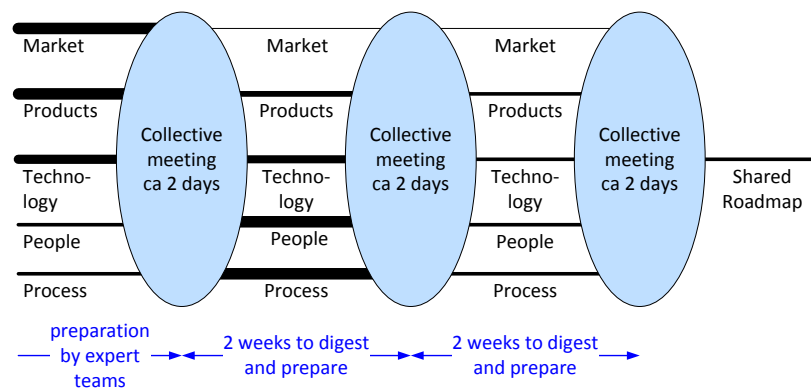 Market
Products
Techno-
logy
People
Process
Collective
meeting
ca 2 days
Market
Products
Techno-
logy
People
Process
Collective
meeting
ca 2 days
Market
Products
Techno-
logy
People
Process
Collective
meeting
ca 2 days
Shared
Roadmap
preparation
by expert
teams
2 weeks to digest
and prepare
2 weeks to digest
and prepare